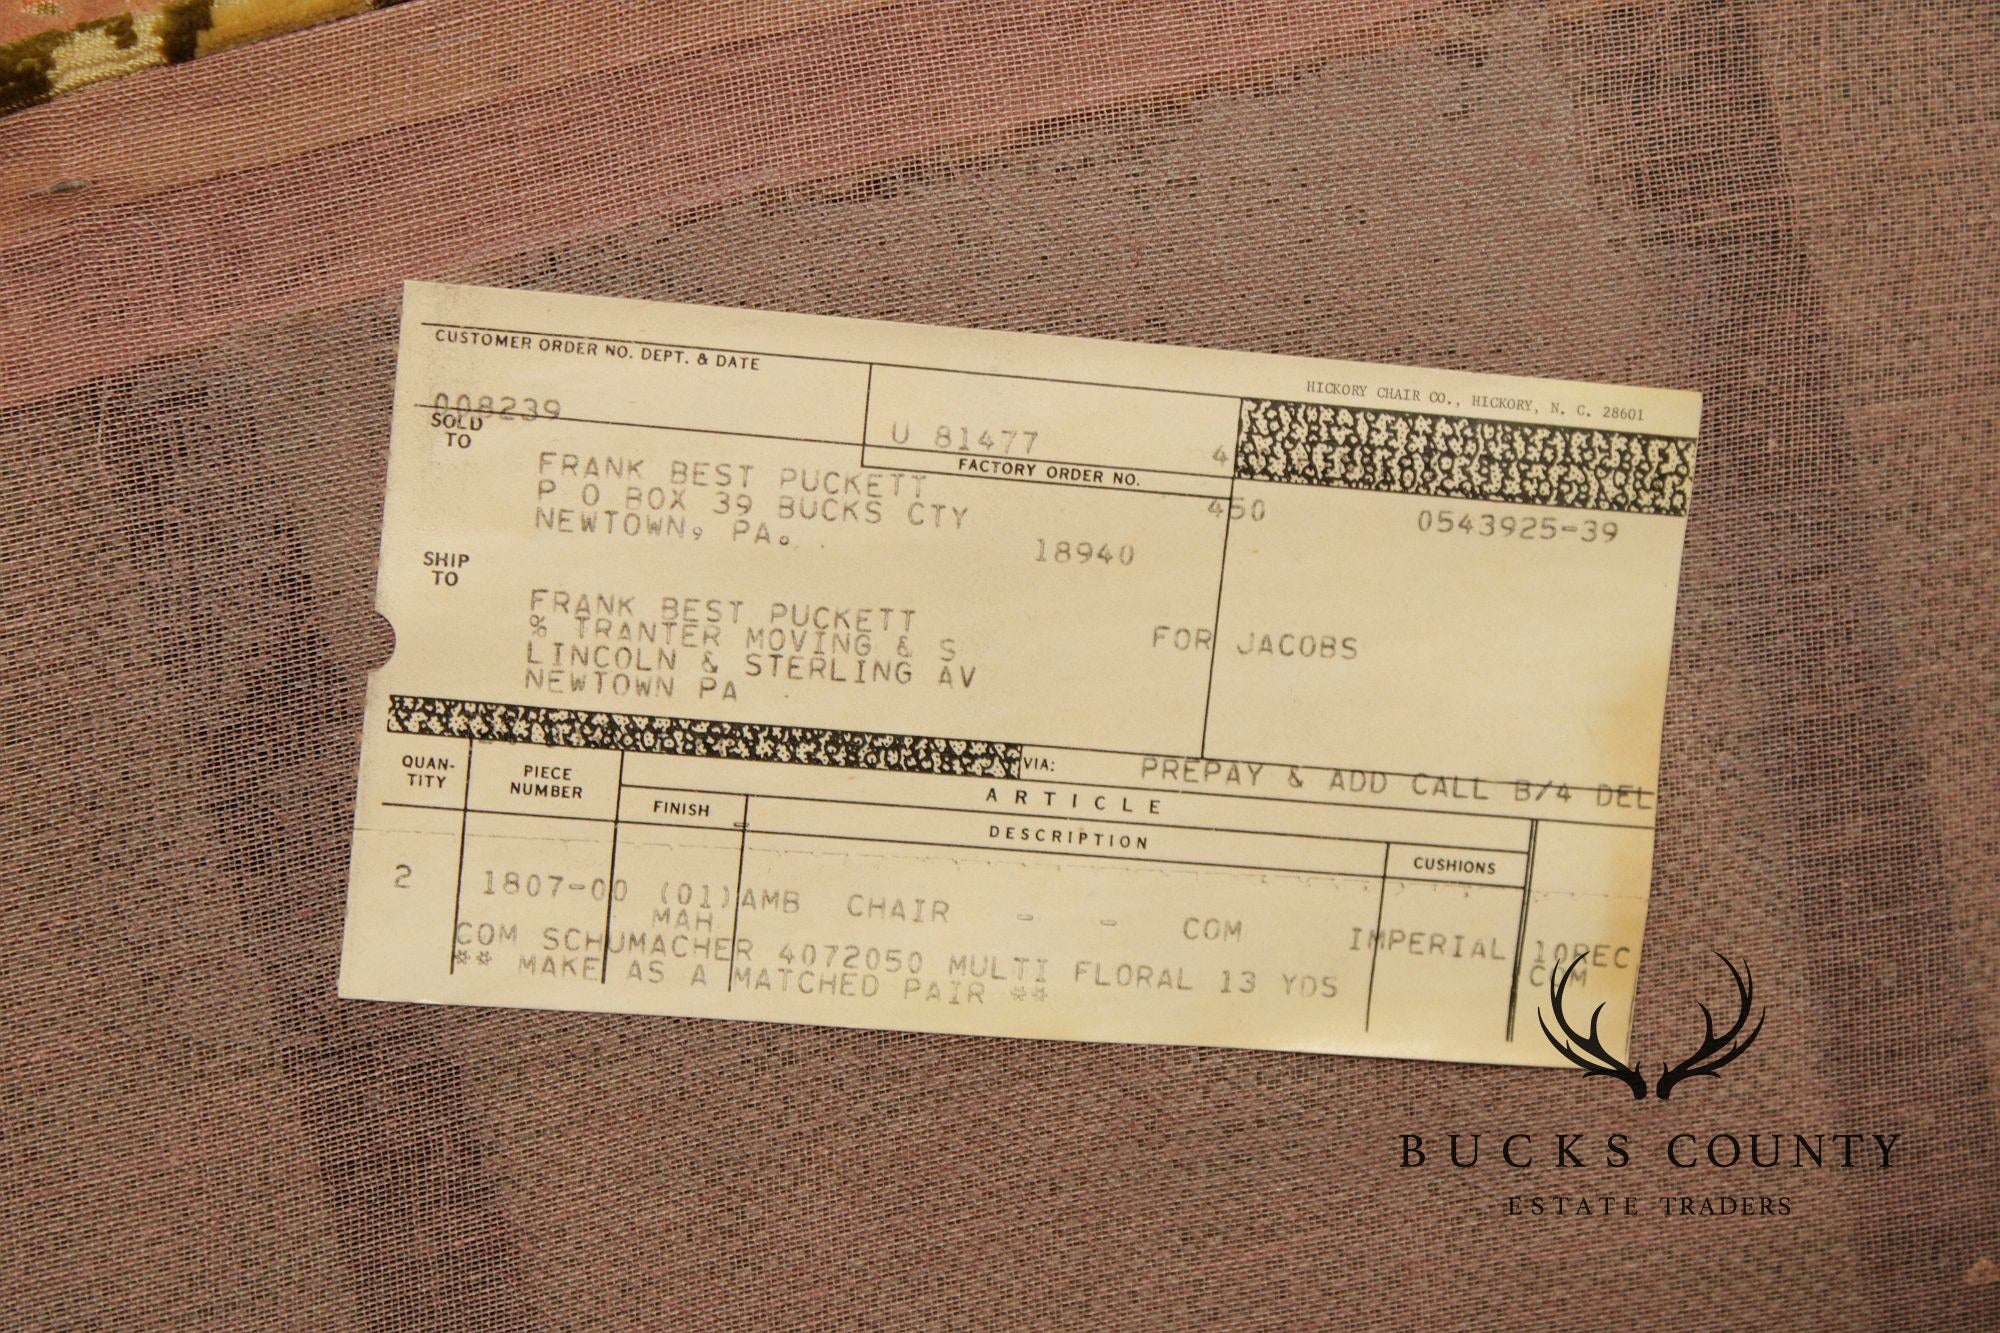 HICKORY CHAIR CO., HICKORY, N. C. 28601
CUSTOMER ORDER NO. DEPT. & DATE
008239
U 81477 4
FACTORY ORDER NO.
SOLD TO
FRANK BEST PUCKETT
P O BOX 39 BUCKS CTY
NEWTOWN, PA.
18940
450
0543925-39
SHIP TO
FRANK BEST PUCKETT
% TRANTER MOVING & S
LINCOLN & STERLING AV
NEWTOWN PA
FOR JACOBS
VIA: PREPAY & ADD CALL B/4 DEL
QUAN-TITY
PIECE NUMBER
ARTICLE
FINISH
DESCRIPTION
CUSHIONS
2 1807-00 (01)AMB CHAIR - - COM IMPERIAL 10REC
MAH COM
COM SCHUMACHER 4072050 MULTI FLORAL 13 YDS
** MAKE AS A MATCHED PAIR **
BUCKS COUNTY
ESTATE TRADERS